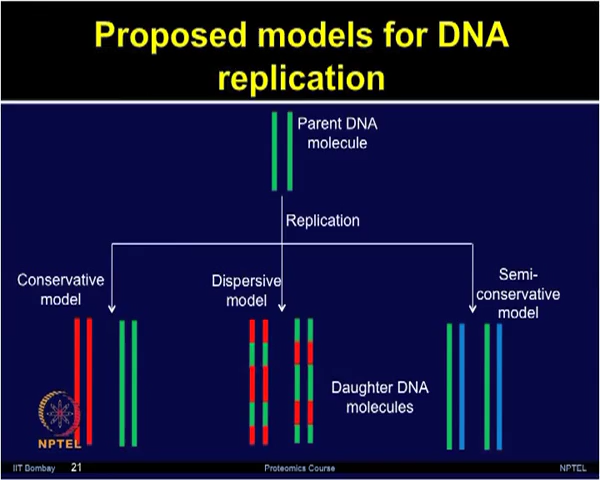 Proposed models for DNA
replication
Parent DNA
molecule
Replication
Conservative
model
Dispersive
model
Semi-
conservative
model
Daughter DNA
molecules
NPTEL
IIT Bombay 21 Proteomics Course NPTEL